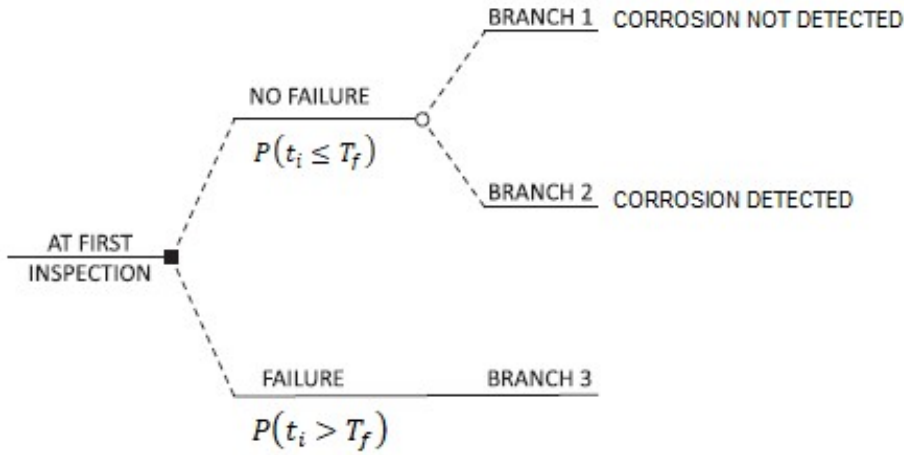 BRANCH 1 CORROSION NOT DETECTED
NO FAILURE
P(t_i ≤ T_f)
BRANCH 2 CORROSION DETECTED
AT FIRST
INSPECTION
FAILURE BRANCH 3
P(t_i > T_f)